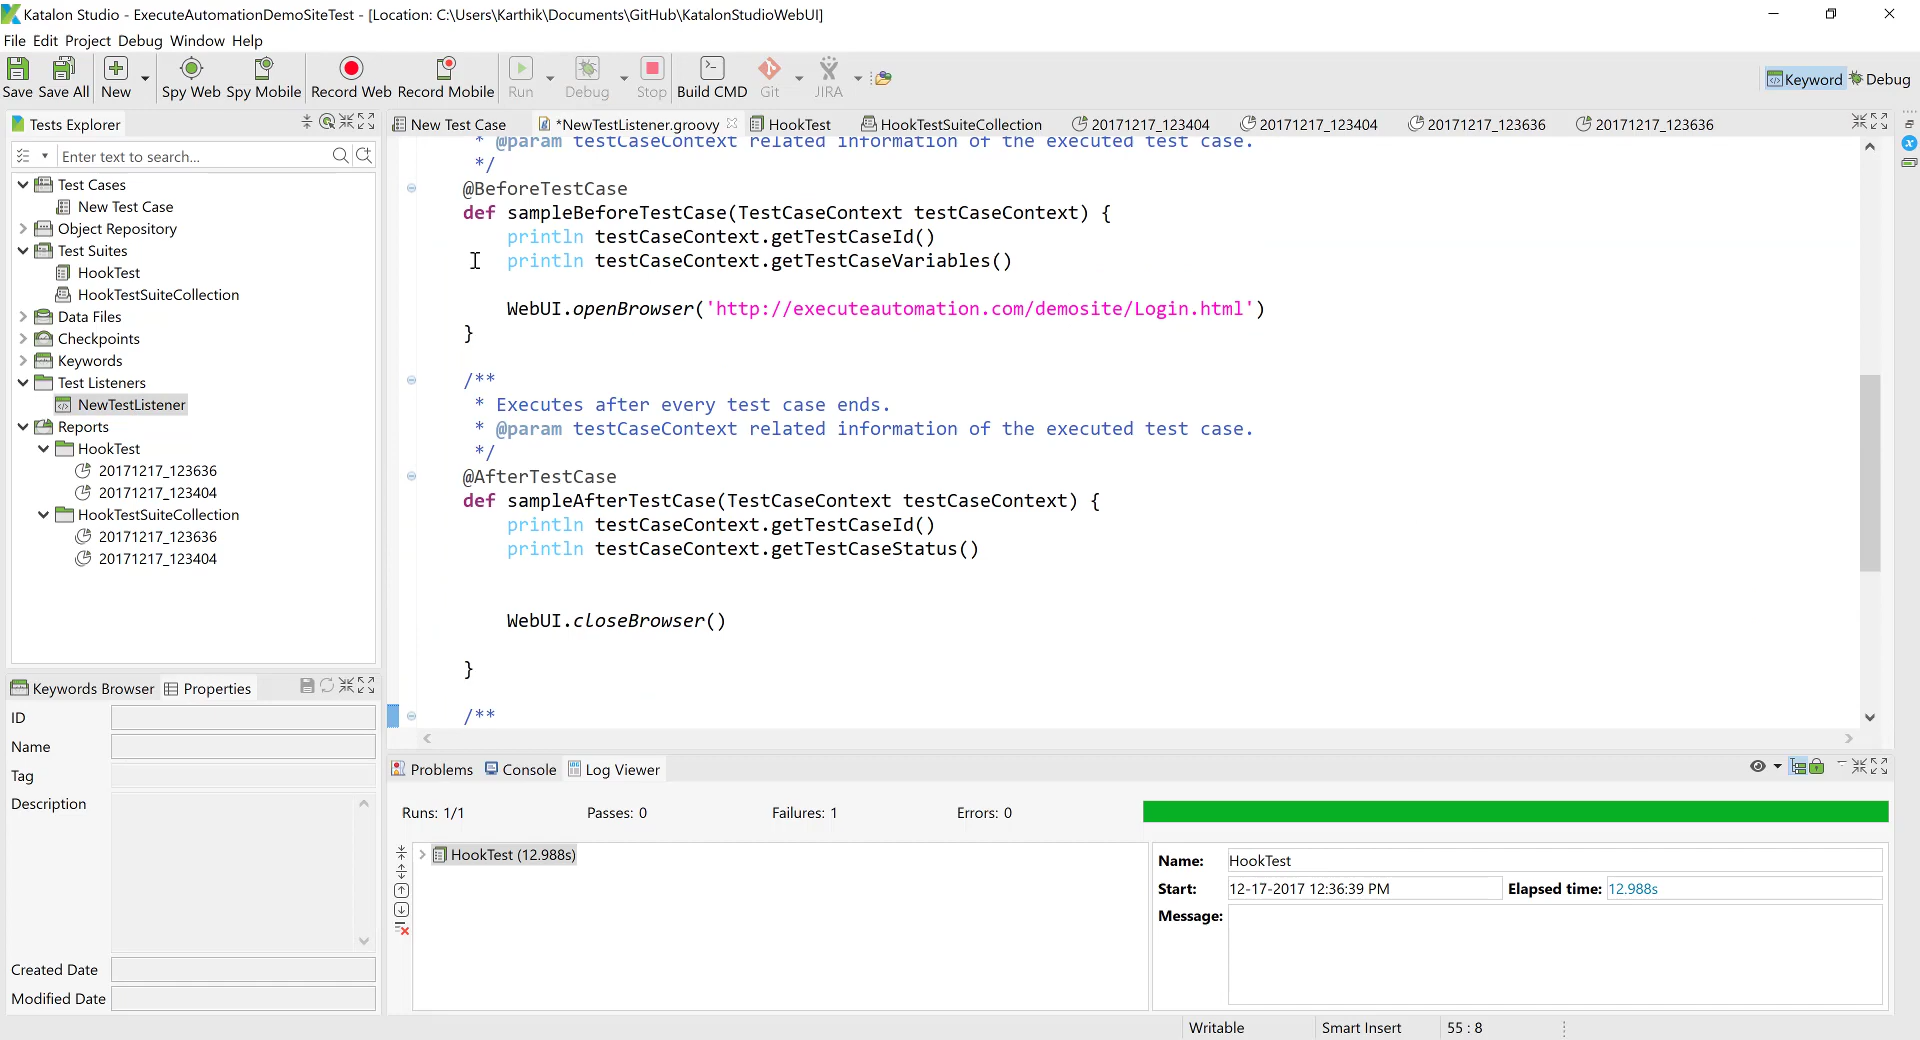 Katalon Studio - ExecuteAutomationDemoSiteTest - [Location: C:\Users\Karthik\Documents\GitHub\KatalonStudioWebUI]
File Edit Project Debug Window Help
Save Save All New Spy Web Spy Mobile Record Web Record Mobile Run Debug Stop Build CMD Git JIRA Keyword Debug
Tests Explorer
Enter text to search...
Test Cases
New Test Case
Object Repository
Test Suites
HookTest
HookTestSuiteCollection
Data Files
Checkpoints
Keywords
Test Listeners
NewTestListener
Reports
HookTest
20171217_123636
20171217_123404
HookTestSuiteCollection
20171217_123636
20171217_123404
Keywords Browser Properties
ID
Name
Tag
Description
Created Date
Modified Date
New Test Case *NewTestListener.groovy HookTest HookTestSuiteCollection 20171217_123404 20171217_123404 20171217_123636 20171217_123636
* @param testCaseContext related information of the executed test case.
*/
@BeforeTestCase
def sampleBeforeTestCase(TestCaseContext testCaseContext) {
println testCaseContext.getTestCaseId()
println testCaseContext.getTestCaseVariables()
WebUI.openBrowser('http://executeautomation.com/demosite/Login.html')
}
/**
* Executes after every test case ends.
* @param testCaseContext related information of the executed test case.
*/
@AfterTestCase
def sampleAfterTestCase(TestCaseContext testCaseContext) {
println testCaseContext.getTestCaseId()
println testCaseContext.getTestCaseStatus()
WebUI.closeBrowser()
}
/**
Problems Console Log Viewer
Runs: 1/1 Passes: 0 Failures: 1 Errors: 0
HookTest (12.988s)
Name: HookTest
Start: 12-17-2017 12:36:39 PM Elapsed time: 12.988s
Message:
Writable Smart Insert 55 : 8